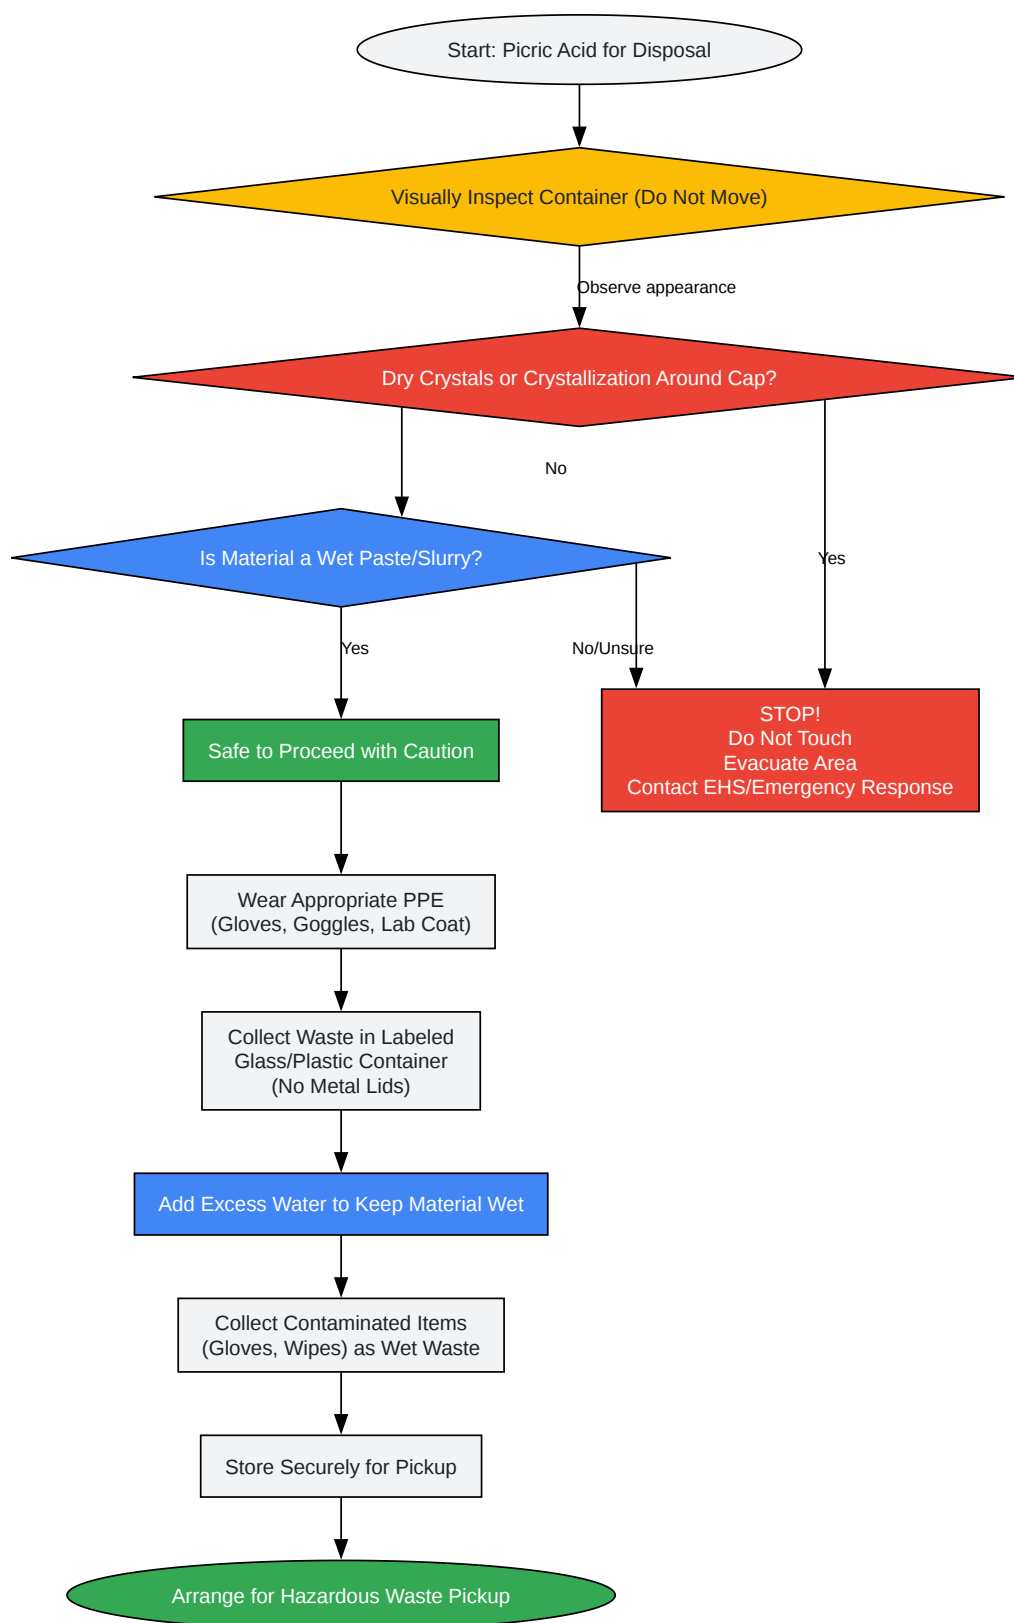 Start: Picric Acid for Disposal
Visually Inspect Container (Do Not Move)
Observe appearance
Dry Crystals or Crystallization Around Cap?
No
Is Material a Wet Paste/Slurry?
Yes
Yes
No/Unsure
Safe to Proceed with Caution
STOP!
Do Not Touch
Evacuate Area
Contact EHS/Emergency Response
Wear Appropriate PPE
(Gloves, Goggles, Lab Coat)
Collect Waste in Labeled
Glass/Plastic Container
(No Metal Lids)
Add Excess Water to Keep Material Wet
Collect Contaminated Items
(Gloves, Wipes) as Wet Waste
Store Securely for Pickup
Arrange for Hazardous Waste Pickup